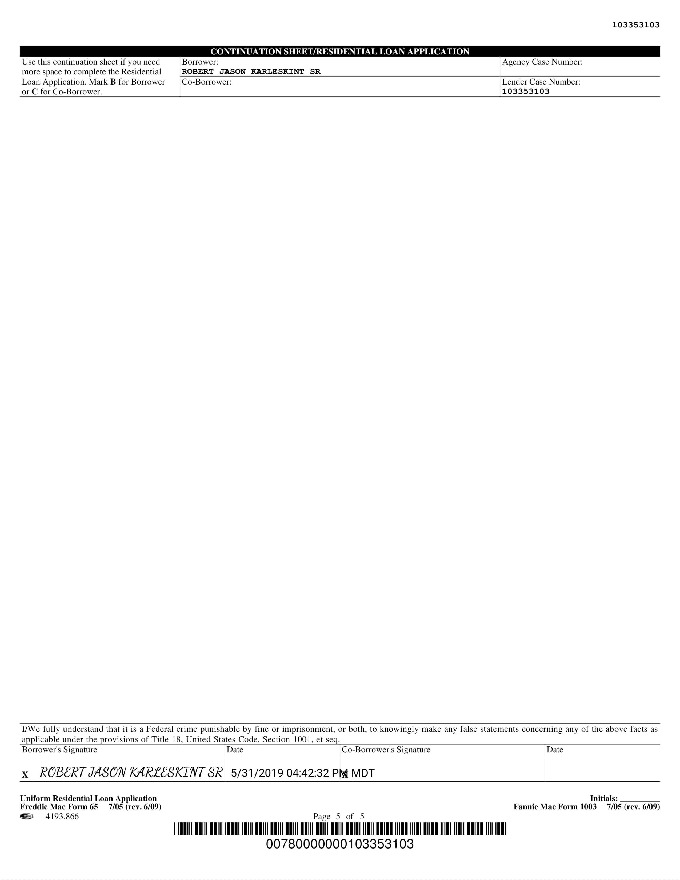 103353103
CONTINUATION SHEET/RESIDENTIAL LOAN APPLICATION
Use this continuation sheet if you need
more space to complete the Residential
Loan Application. Mark B for Borrower
or C for Co-Borrower.
Borrower:
ROBERT JASON KARLESKINT SR
Agency Case Number:
Co-Borrower:
Lender Case Number:
103353103
I/We fully understand that it is a Federal crime punishable by fine or imprisonment, or both, to knowingly make any false statements concerning any of the above facts as
applicable under the provisions of Title 18, United States Code, Section 1001, et seq.
Borrower's Signature Date Co-Borrower's Signature Date
X ROBERT JASON KARLESKINT SR 5/31/2019 04:42:32 PM MDT X
Uniform Residential Loan Application
Freddie Mac Form 65 7/05 (rev. 6/09)
4193.866
Page 5 of 5
Initials:
Fannie Mae Form 1003 7/05 (rev. 6/09)
00780000000103353103